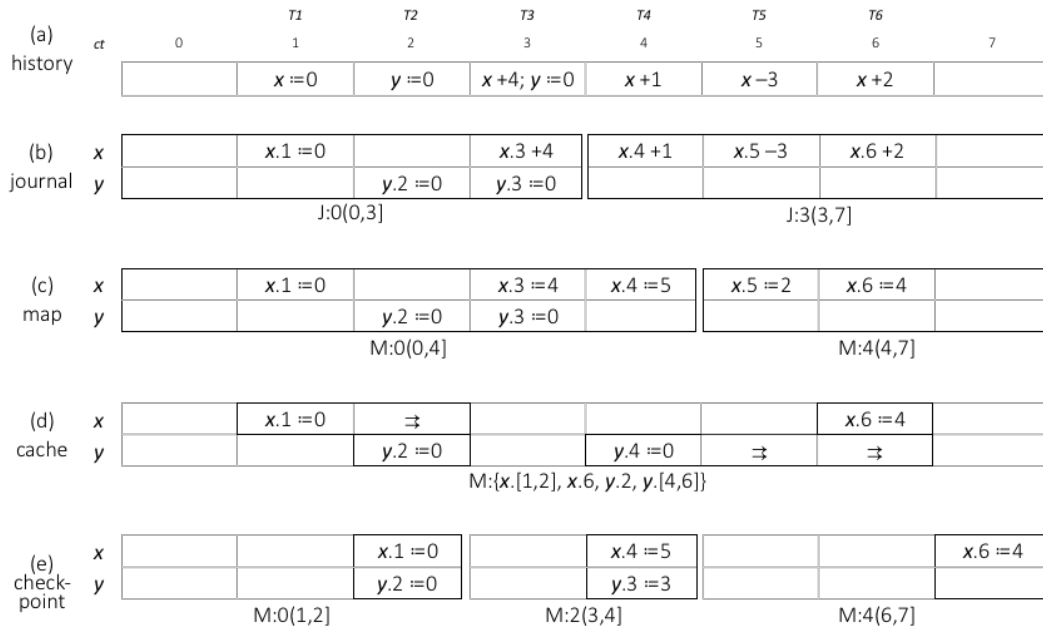 T1 T2 T3 T4 T5 T6
(a) history ct 0 1 2 3 4 5 6 7
x ≔0 y ≔0 x +4; y ≔0 x +1 x −3 x +2
(b) journal
x x.1 ≔0 x.3 +4 x.4 +1 x.5 −3 x.6 +2
y y.2 ≔0 y.3 ≔0
J:0(0,3] J:3(3,7]
(c) map
x x.1 ≔0 x.3 ≔4 x.4 ≔5 x.5 ≔2 x.6 ≔4
y y.2 ≔0 y.3 ≔0
M:0(0,4] M:4(4,7]
(d) cache
x x.1 ≔0 ⇉ x.6 ≔4
y y.2 ≔0 y.4 ≔0 ⇉ ⇉
M:{x.[1,2], x.6, y.2, y.[4,6]}
(e) check-
point
x x.1 ≔0 x.4 ≔5 x.6 ≔4
y y.2 ≔0 y.3 ≔3
M:0(1,2] M:2(3,4] M:4(6,7]